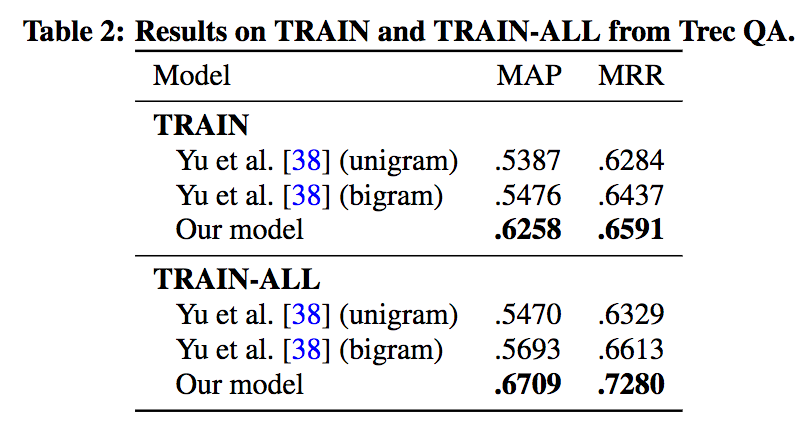 Table 2: Results on TRAIN and TRAIN-ALL from Trec QA.
Model MAP MRR
TRAIN
Yu et al. [38] (unigram) .5387 .6284
Yu et al. [38] (bigram) .5476 .6437
Our model .6258 .6591
TRAIN-ALL
Yu et al. [38] (unigram) .5470 .6329
Yu et al. [38] (bigram) .5693 .6613
Our model .6709 .7280